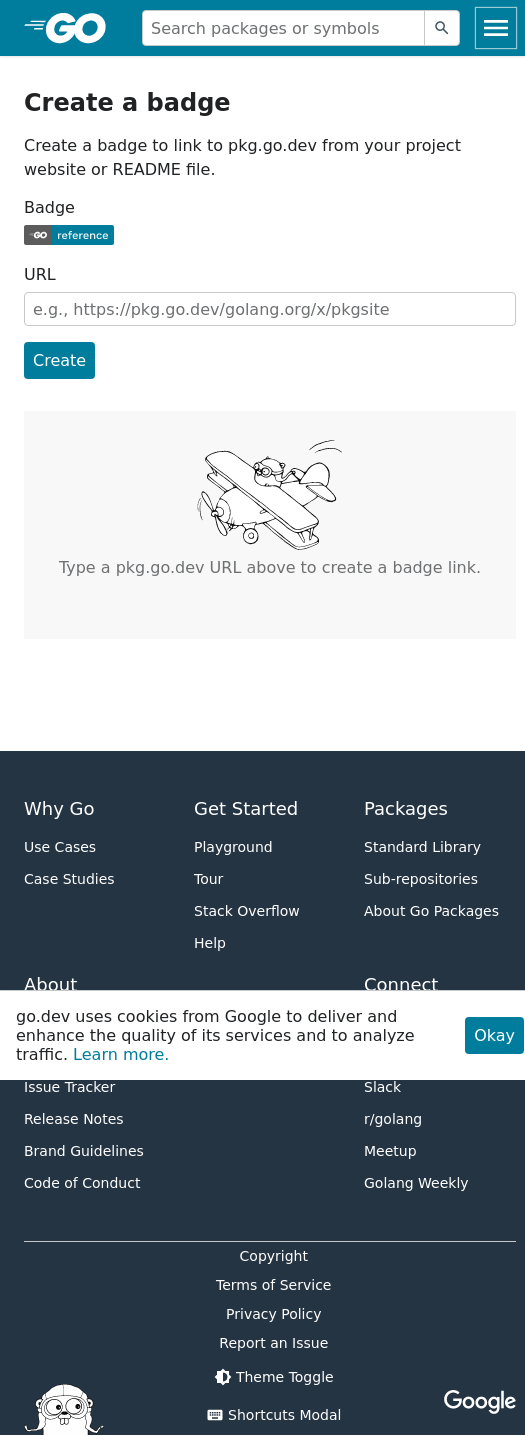 GO
Search packages or symbols
Create a badge
Create a badge to link to pkg.go.dev from your project
website or README file.
Badge
GO reference
URL
e.g., https://pkg.go.dev/golang.org/x/pkgsite
Create
Type a pkg.go.dev URL above to create a badge link.
Why Go
Use Cases
Case Studies
Get Started
Playground
Tour
Stack Overflow
Help
Packages
Standard Library
Sub-repositories
About Go Packages
About
Connect
go.dev uses cookies from Google to deliver and
enhance the quality of its services and to analyze
traffic. Learn more.
Okay
Issue Tracker
Release Notes
Brand Guidelines
Code of Conduct
Slack
r/golang
Meetup
Golang Weekly
Copyright
Terms of Service
Privacy Policy
Report an Issue
Theme Toggle
Shortcuts Modal
Google